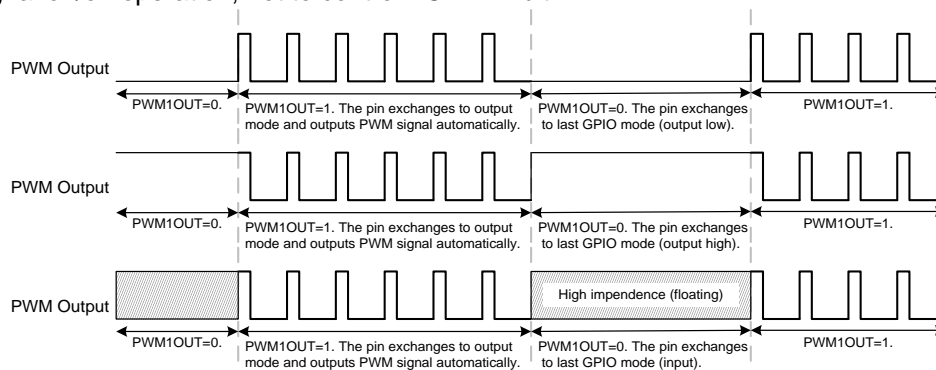 PWM Output
PWM1OUT=0.
PWM1OUT=1. The pin exchanges to output
mode and outputs PWM signal automatically.
PWM1OUT=0. The pin exchanges
to last GPIO mode (output low).
PWM1OUT=1.
PWM Output
PWM1OUT=0.
PWM1OUT=1. The pin exchanges to output
mode and outputs PWM signal automatically.
PWM1OUT=0. The pin exchanges
to last GPIO mode (output high).
PWM1OUT=1.
PWM Output
High impendence (floating)
PWM1OUT=0.
PWM1OUT=1. The pin exchanges to output
mode and outputs PWM signal automatically.
PWM1OUT=0. The pin exchanges
to last GPIO mode (input).
PWM1OUT=1.